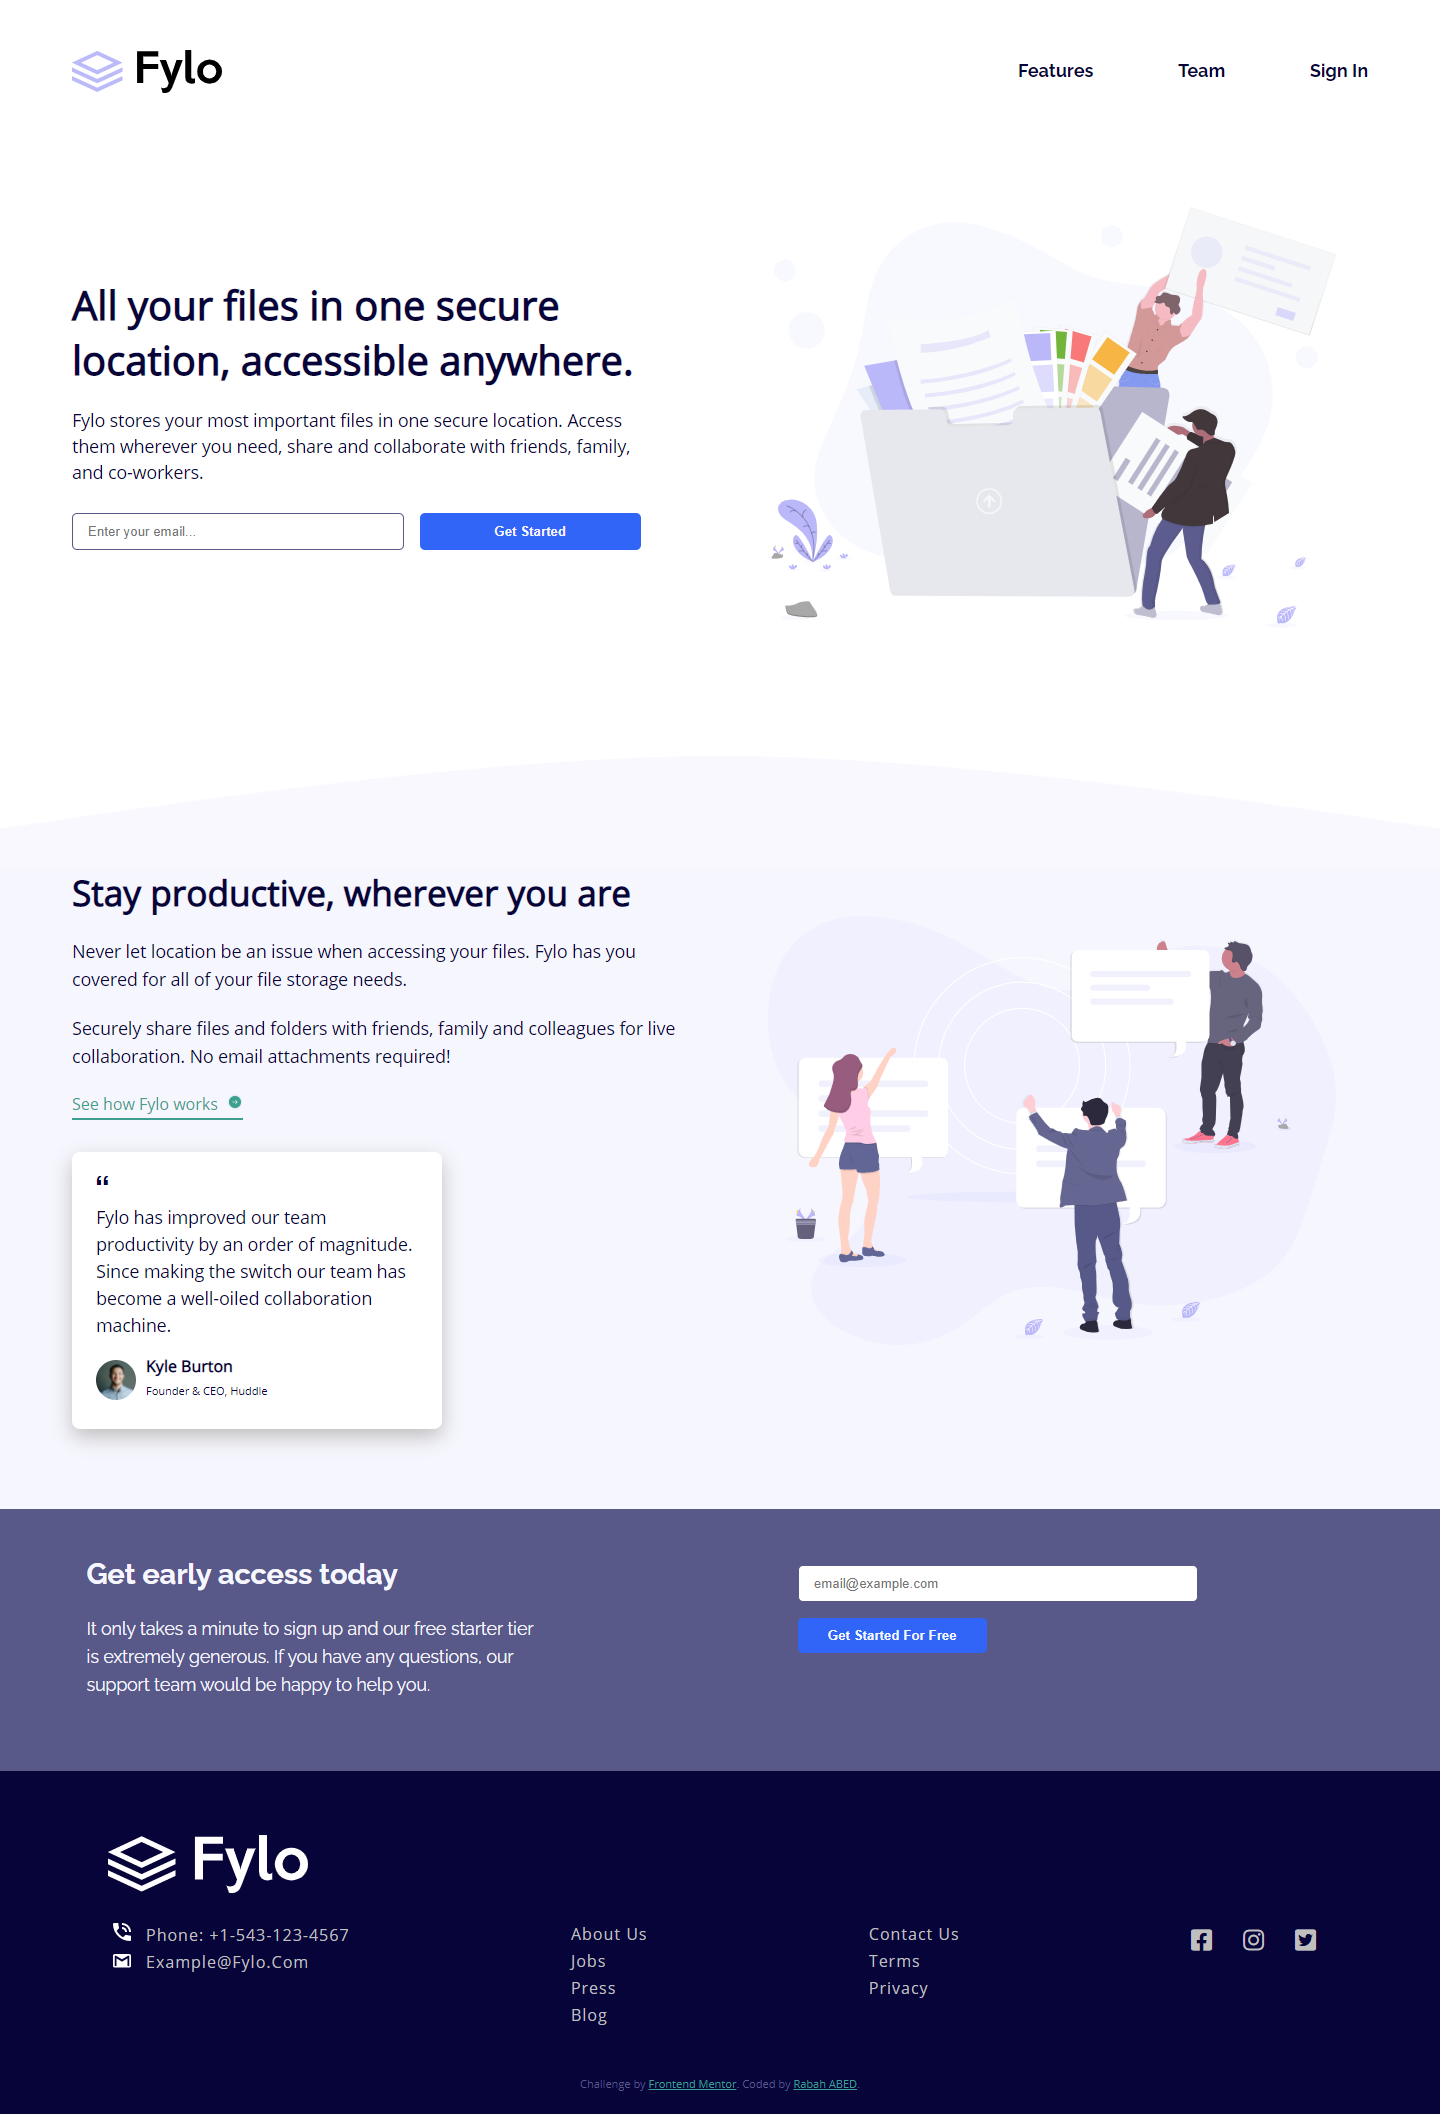 Fylo
Features Team Sign In
All your files in one secure
location, accessible anywhere.
Fylo stores your most important files in one secure location. Access
them wherever you need, share and collaborate with friends, family,
and co-workers.
Enter your email... Get Started
Stay productive, wherever you are
Never let location be an issue when accessing your files. Fylo has you
covered for all of your file storage needs.
Securely share files and folders with friends, family and colleagues for live
collaboration. No email attachments required!
See how Fylo works
“
Fylo has improved our team
productivity by an order of magnitude.
Since making the switch our team has
become a well-oiled collaboration
machine.
Kyle Burton
Founder & CEO, Huddle
Get early access today
It only takes a minute to sign up and our free starter tier
is extremely generous. If you have any questions, our
support team would be happy to help you.
email@example.com
Get Started For Free
Fylo
Phone: +1-543-123-4567
Example@Fylo.Com
About Us
Jobs
Press
Blog
Contact Us
Terms
Privacy
Challenge by Frontend Mentor. Coded by Rabah ABED.